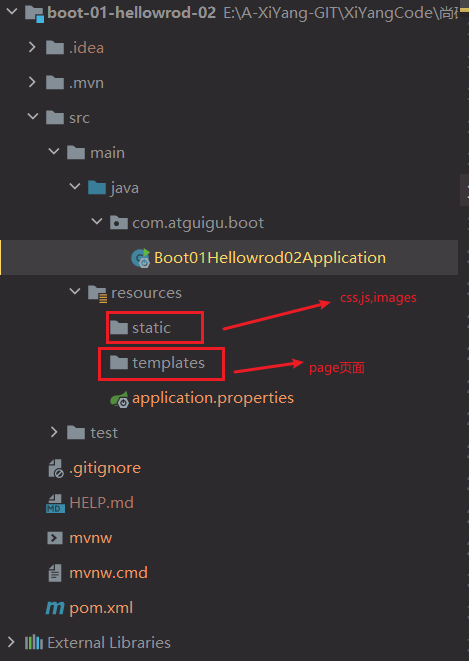 boot-01-hellowrod-02 E:\A-XiYang-GIT\XiYangCode\尚
.idea
.mvn
src
main
java
com.atguigu.boot
Boot01Hellowrod02Application
resources
css,js,images
static
templates
page页面
application.properties
test
.gitignore
MD HELP.md
mvnw
mvnw.cmd
m pom.xml
External Libraries